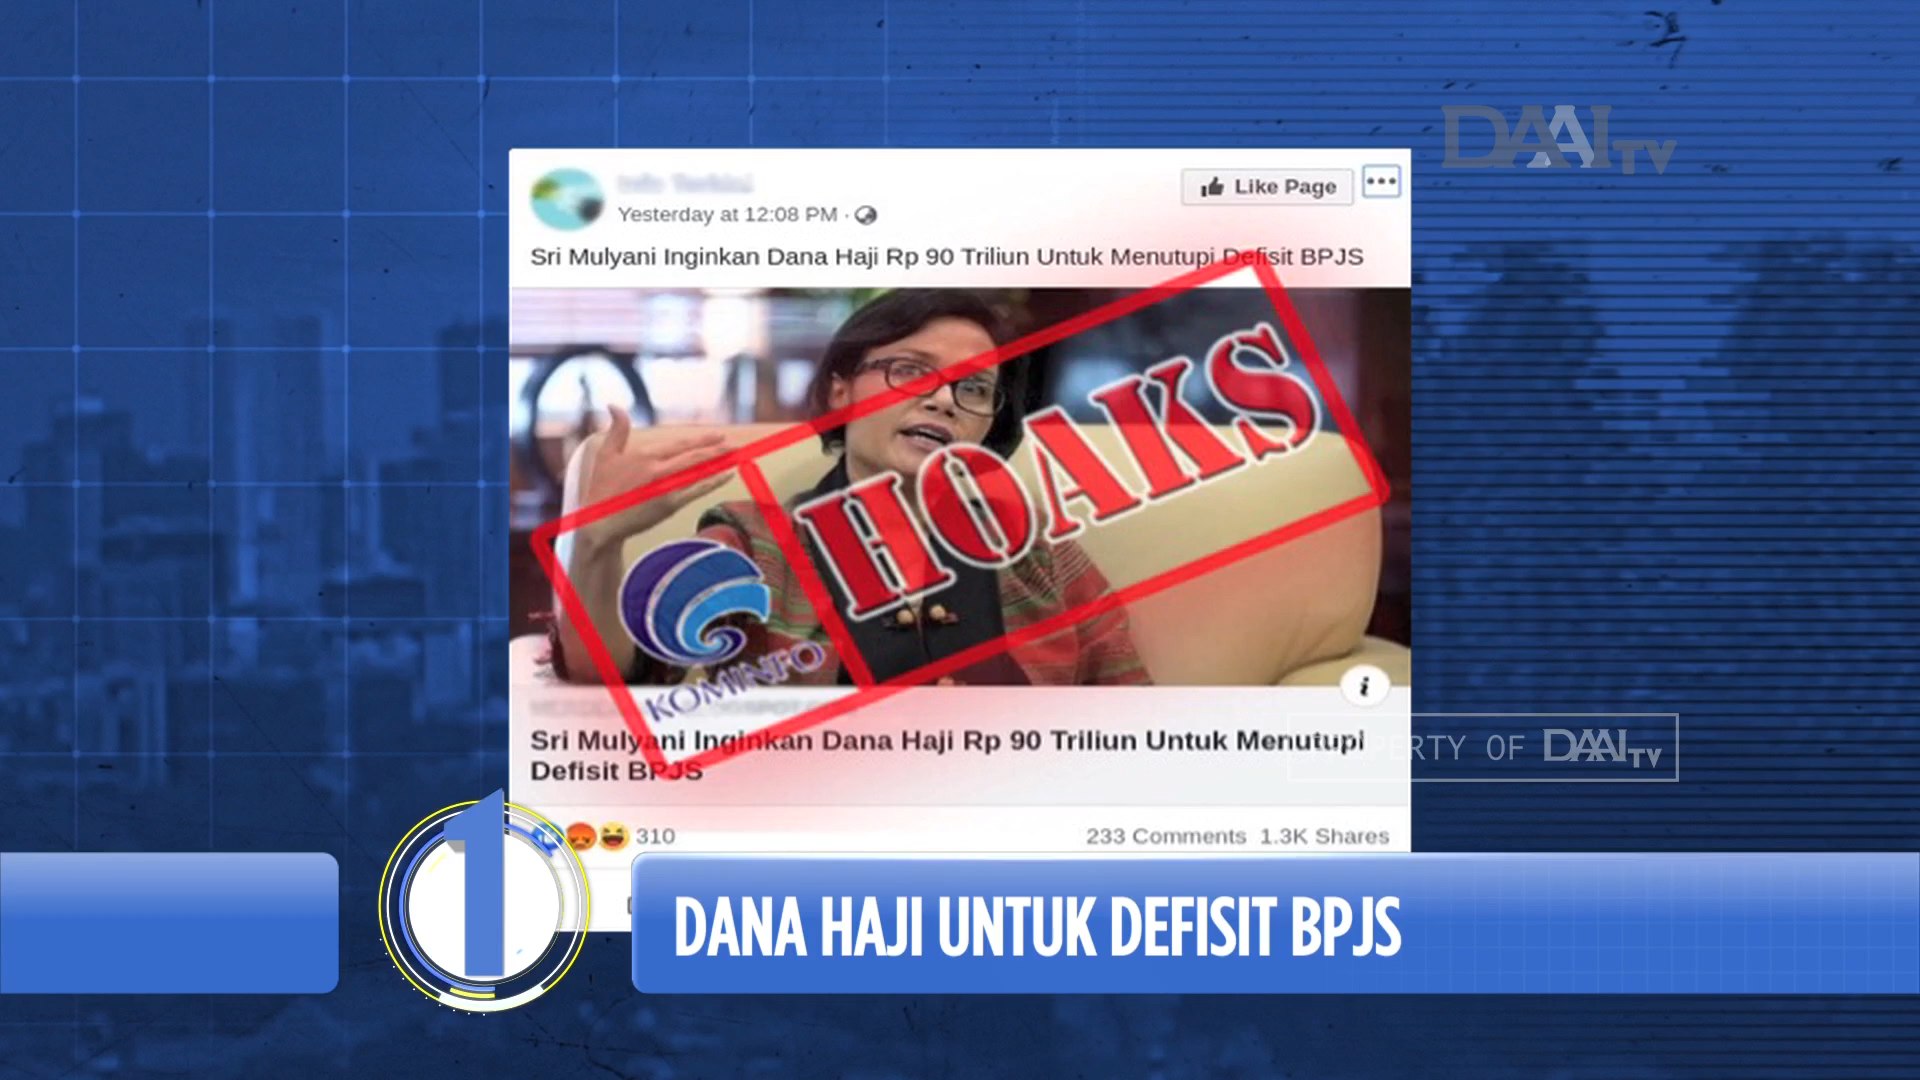 DAAI TV
Yesterday at 12:08 PM ·
Like Page
Sri Mulyani Inginkan Dana Haji Rp 90 Triliun Untuk Menutupi Defisit BPJS
HOAKS
KOMINFO
i
Sri Mulyani Inginkan Dana Haji Rp 90 Triliun Untuk Menutupi
Defisit BPJS
PROPERTY OF DAAI TV
310
233 Comments 1.3K Shares
1
DANA HAJI UNTUK DEFISIT BPJS